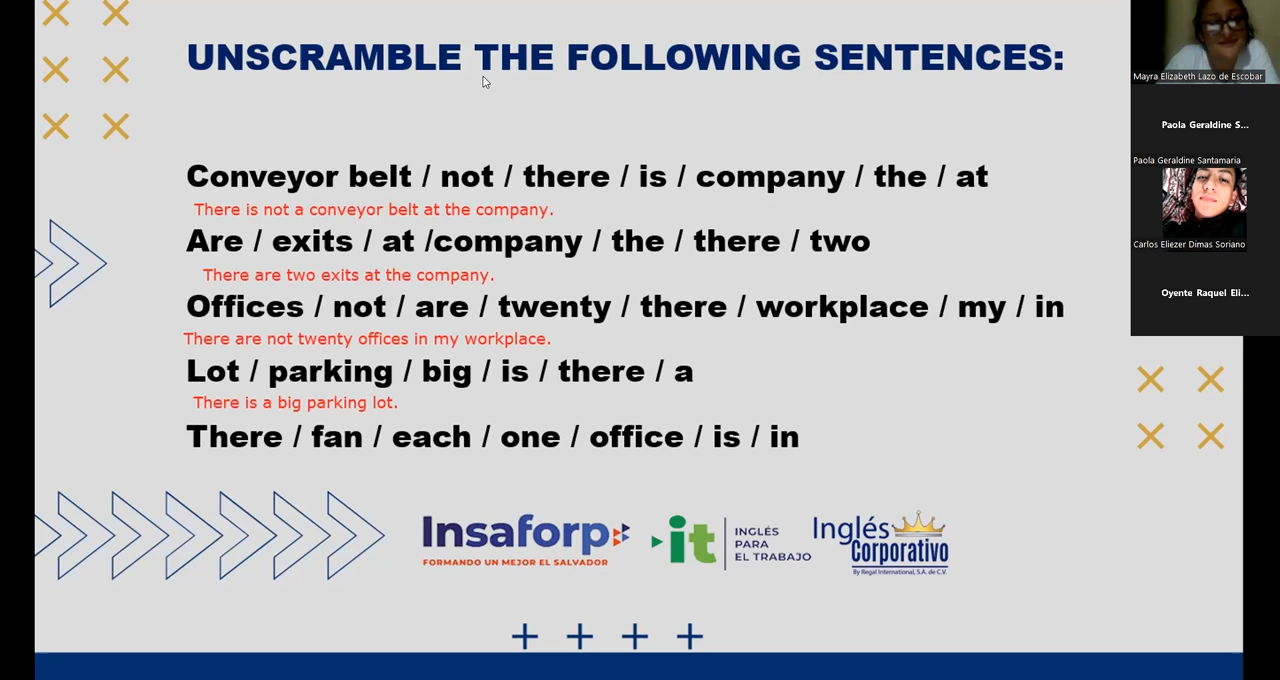 UNSCRAMBLE THE FOLLOWING SENTENCES:
Conveyor belt / not / there / is / company / the / at
There is not a conveyor belt at the company.
Are / exits / at /company / the / there / two
There are two exits at the company.
Offices / not / are / twenty / there / workplace / my / in
There are not twenty offices in my workplace.
Lot / parking / big / is / there / a
There is a big parking lot.
There / fan / each / one / office / is / in
Insaforp
FORMANDO UN MEJOR EL SALVADOR
it
INGLÉS
PARA
EL TRABAJO
Inglés
Corporativo
By Regal International, S.A. de C.V.
Mayra Elizabeth Lazo de Escobar
Paola Geraldine S...
Paola Geraldine Santamaria
Carlos Eliezer Dimas Soriano
Oyente Raquel Eli...